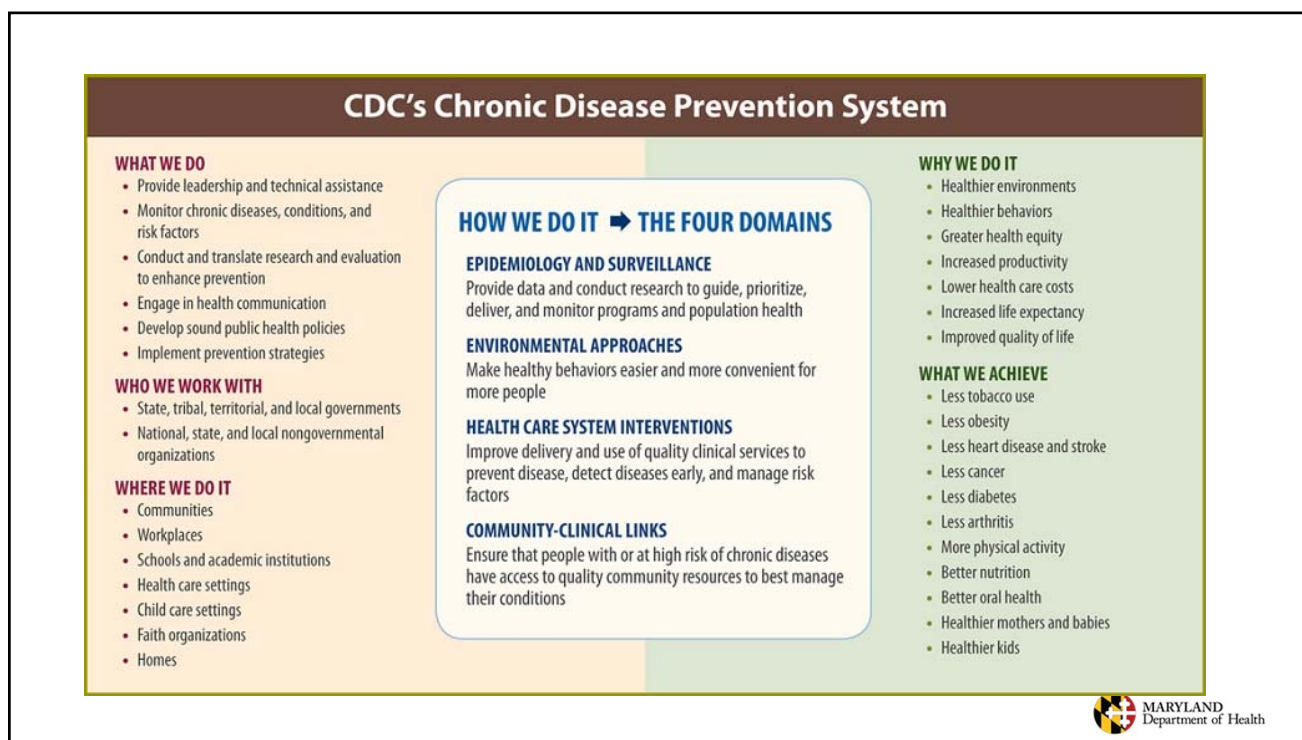 CDC's Chronic Disease Prevention System
WHAT WE DO
• Provide leadership and technical assistance
• Monitor chronic diseases, conditions, and
risk factors
• Conduct and translate research and evaluation
to enhance prevention
• Engage in health communication
• Develop sound public health policies
• Implement prevention strategies
WHO WE WORK WITH
• State, tribal, territorial, and local governments
• National, state, and local nongovernmental
organizations
WHERE WE DO IT
• Communities
• Workplaces
• Schools and academic institutions
• Health care settings
• Child care settings
• Faith organizations
• Homes
HOW WE DO IT ➡ THE FOUR DOMAINS
EPIDEMIOLOGY AND SURVEILLANCE
Provide data and conduct research to guide, prioritize,
deliver, and monitor programs and population health
ENVIRONMENTAL APPROACHES
Make healthy behaviors easier and more convenient for
more people
HEALTH CARE SYSTEM INTERVENTIONS
Improve delivery and use of quality clinical services to
prevent disease, detect diseases early, and manage risk
factors
COMMUNITY-CLINICAL LINKS
Ensure that people with or at high risk of chronic diseases
have access to quality community resources to best manage
their conditions
WHY WE DO IT
• Healthier environments
• Healthier behaviors
• Greater health equity
• Increased productivity
• Lower health care costs
• Increased life expectancy
• Improved quality of life
WHAT WE ACHIEVE
• Less tobacco use
• Less obesity
• Less heart disease and stroke
• Less cancer
• Less diabetes
• Less arthritis
• More physical activity
• Better nutrition
• Better oral health
• Healthier mothers and babies
• Healthier kids
MARYLAND
Department of Health